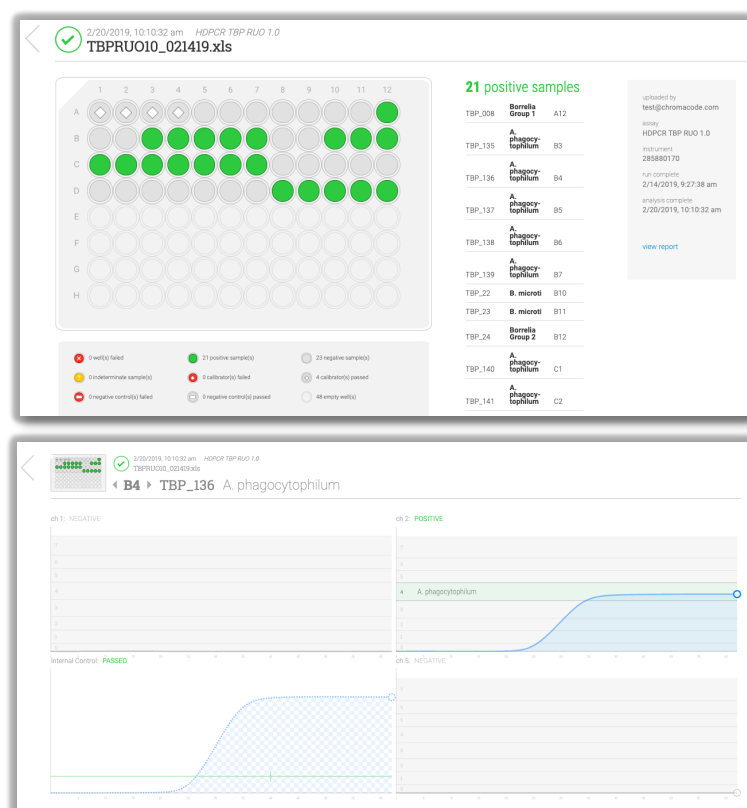 2/20/2019, 10:10:32 am HDPCR TBP RUO 1.0
TBPRUO10_021419.xls
1 2 3 4 5 6 7 8 9 10 11 12
A
B
C
D
E
F
G
H
0 well(s) failed
21 positive sample(s)
23 negative sample(s)
0 indeterminate sample(s)
0 calibrator(s) failed
4 calibrator(s) passed
0 negative control(s) failed
0 negative control(s) passed
48 empty well(s)
21 positive samples
TBP_008 Borrelia Group 1 A12
TBP_135 A. phagocy-tophilum B3
TBP_136 A. phagocy-tophilum B4
TBP_137 A. phagocy-tophilum B5
TBP_138 A. phagocy-tophilum B6
TBP_139 A. phagocy-tophilum B7
TBP_22 B. microti B10
TBP_23 B. microti B11
TBP_24 Borrelia Group 2 B12
TBP_140 A. phagocy-tophilum C1
TBP_141 A. phagocy-tophilum C2
uploaded by
test@chromacode.com
assay
HDPCR TBP RUO 1.0
instrument
285880170
run complete
2/14/2019, 9:27:38 am
analysis complete
2/20/2019, 10:10:32 am
view report
2/20/2019, 10:10:32 am HDPCR TBP RUO 1.0
TBPRUO10_021419.xls
B4 TBP_136 A. phagocytophilum
ch 1: NEGATIVE
ch 2: POSITIVE
4 A. phagocytophilum
Internal Control: PASSED
ch 5: NEGATIVE